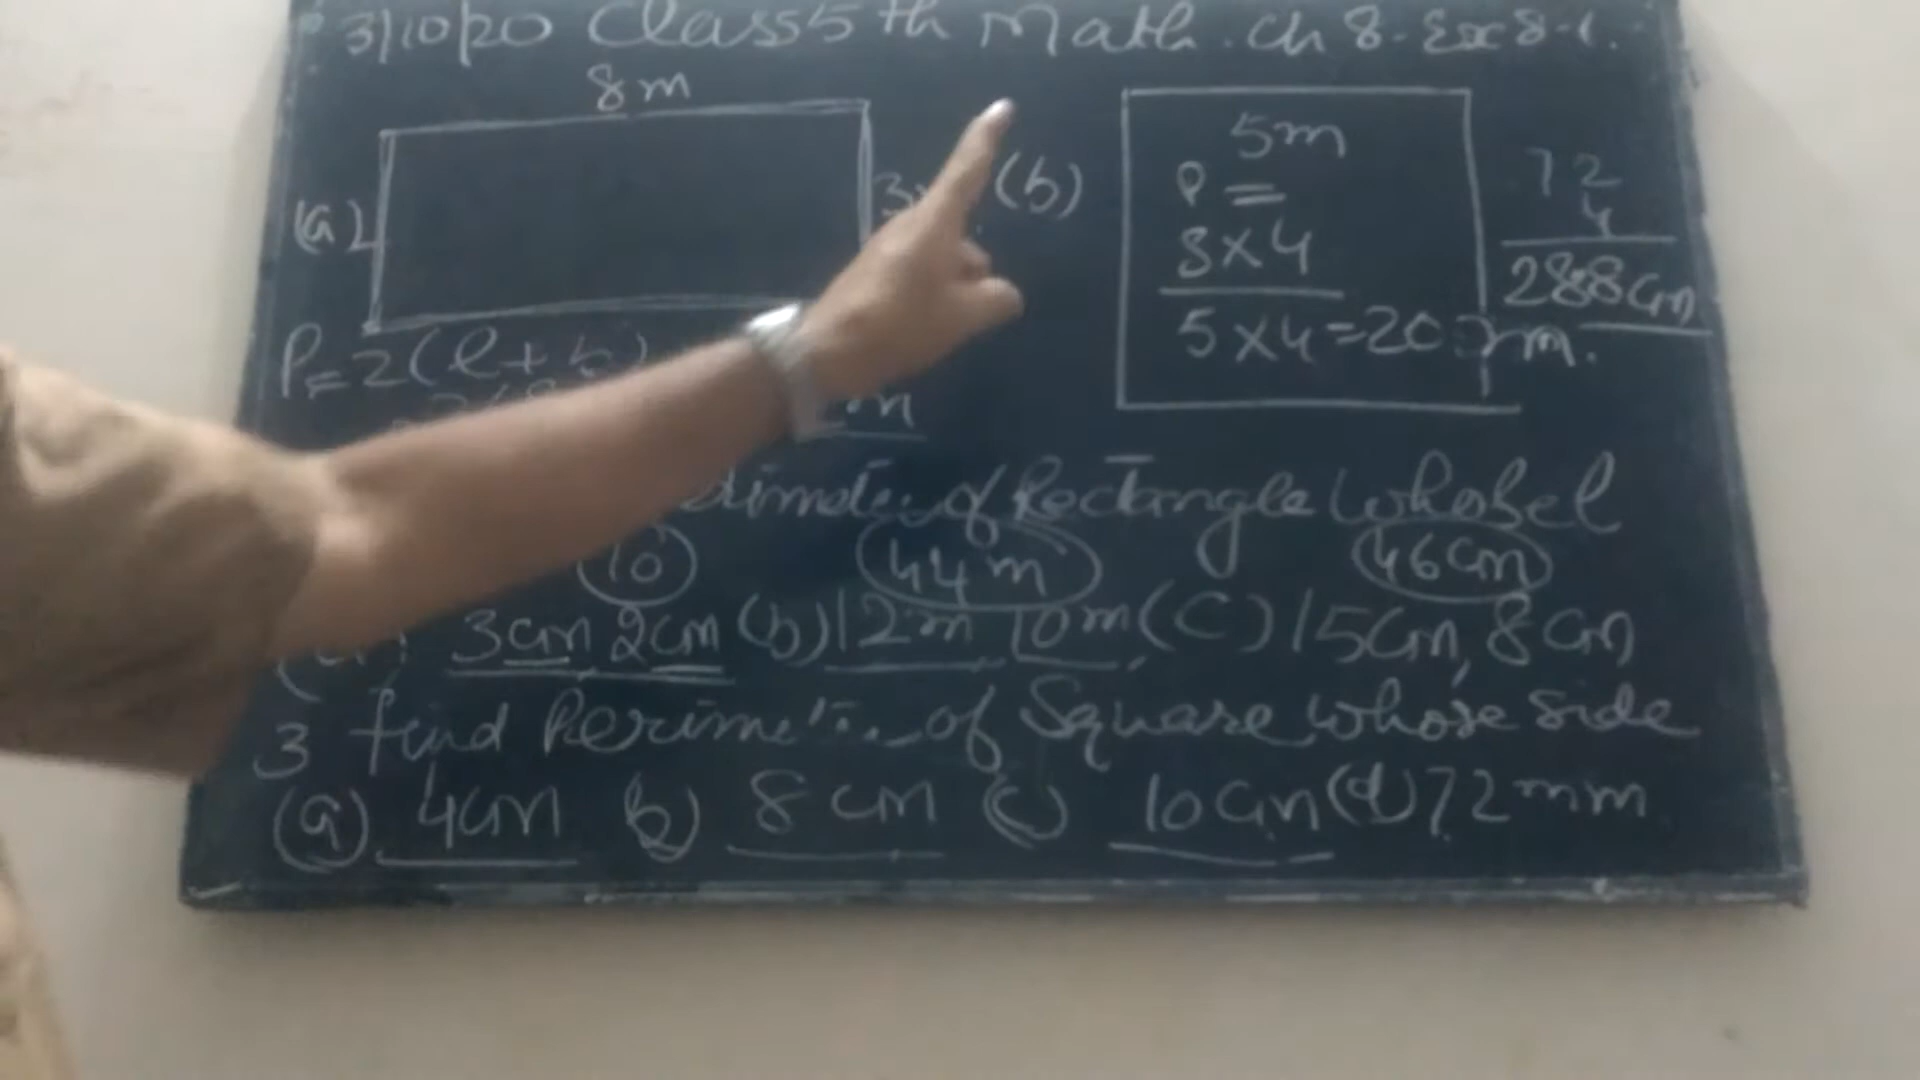 3/10/20 Class 5th Math. Ch 8. Ex 8.1.
8m
(a)
3
P=2(l+b)
m
(b)
5m
P =
S×4
5×4=20 m.
72
4
288cm
of Rectangle whose l
10
44m
46cm
3cm 2cm (b) 12m 10m, (C) 15cm, 8cm
3 find Perimete of Square whose side
(a) 4cm b) 8cm (c) 10cm (d) 72mm